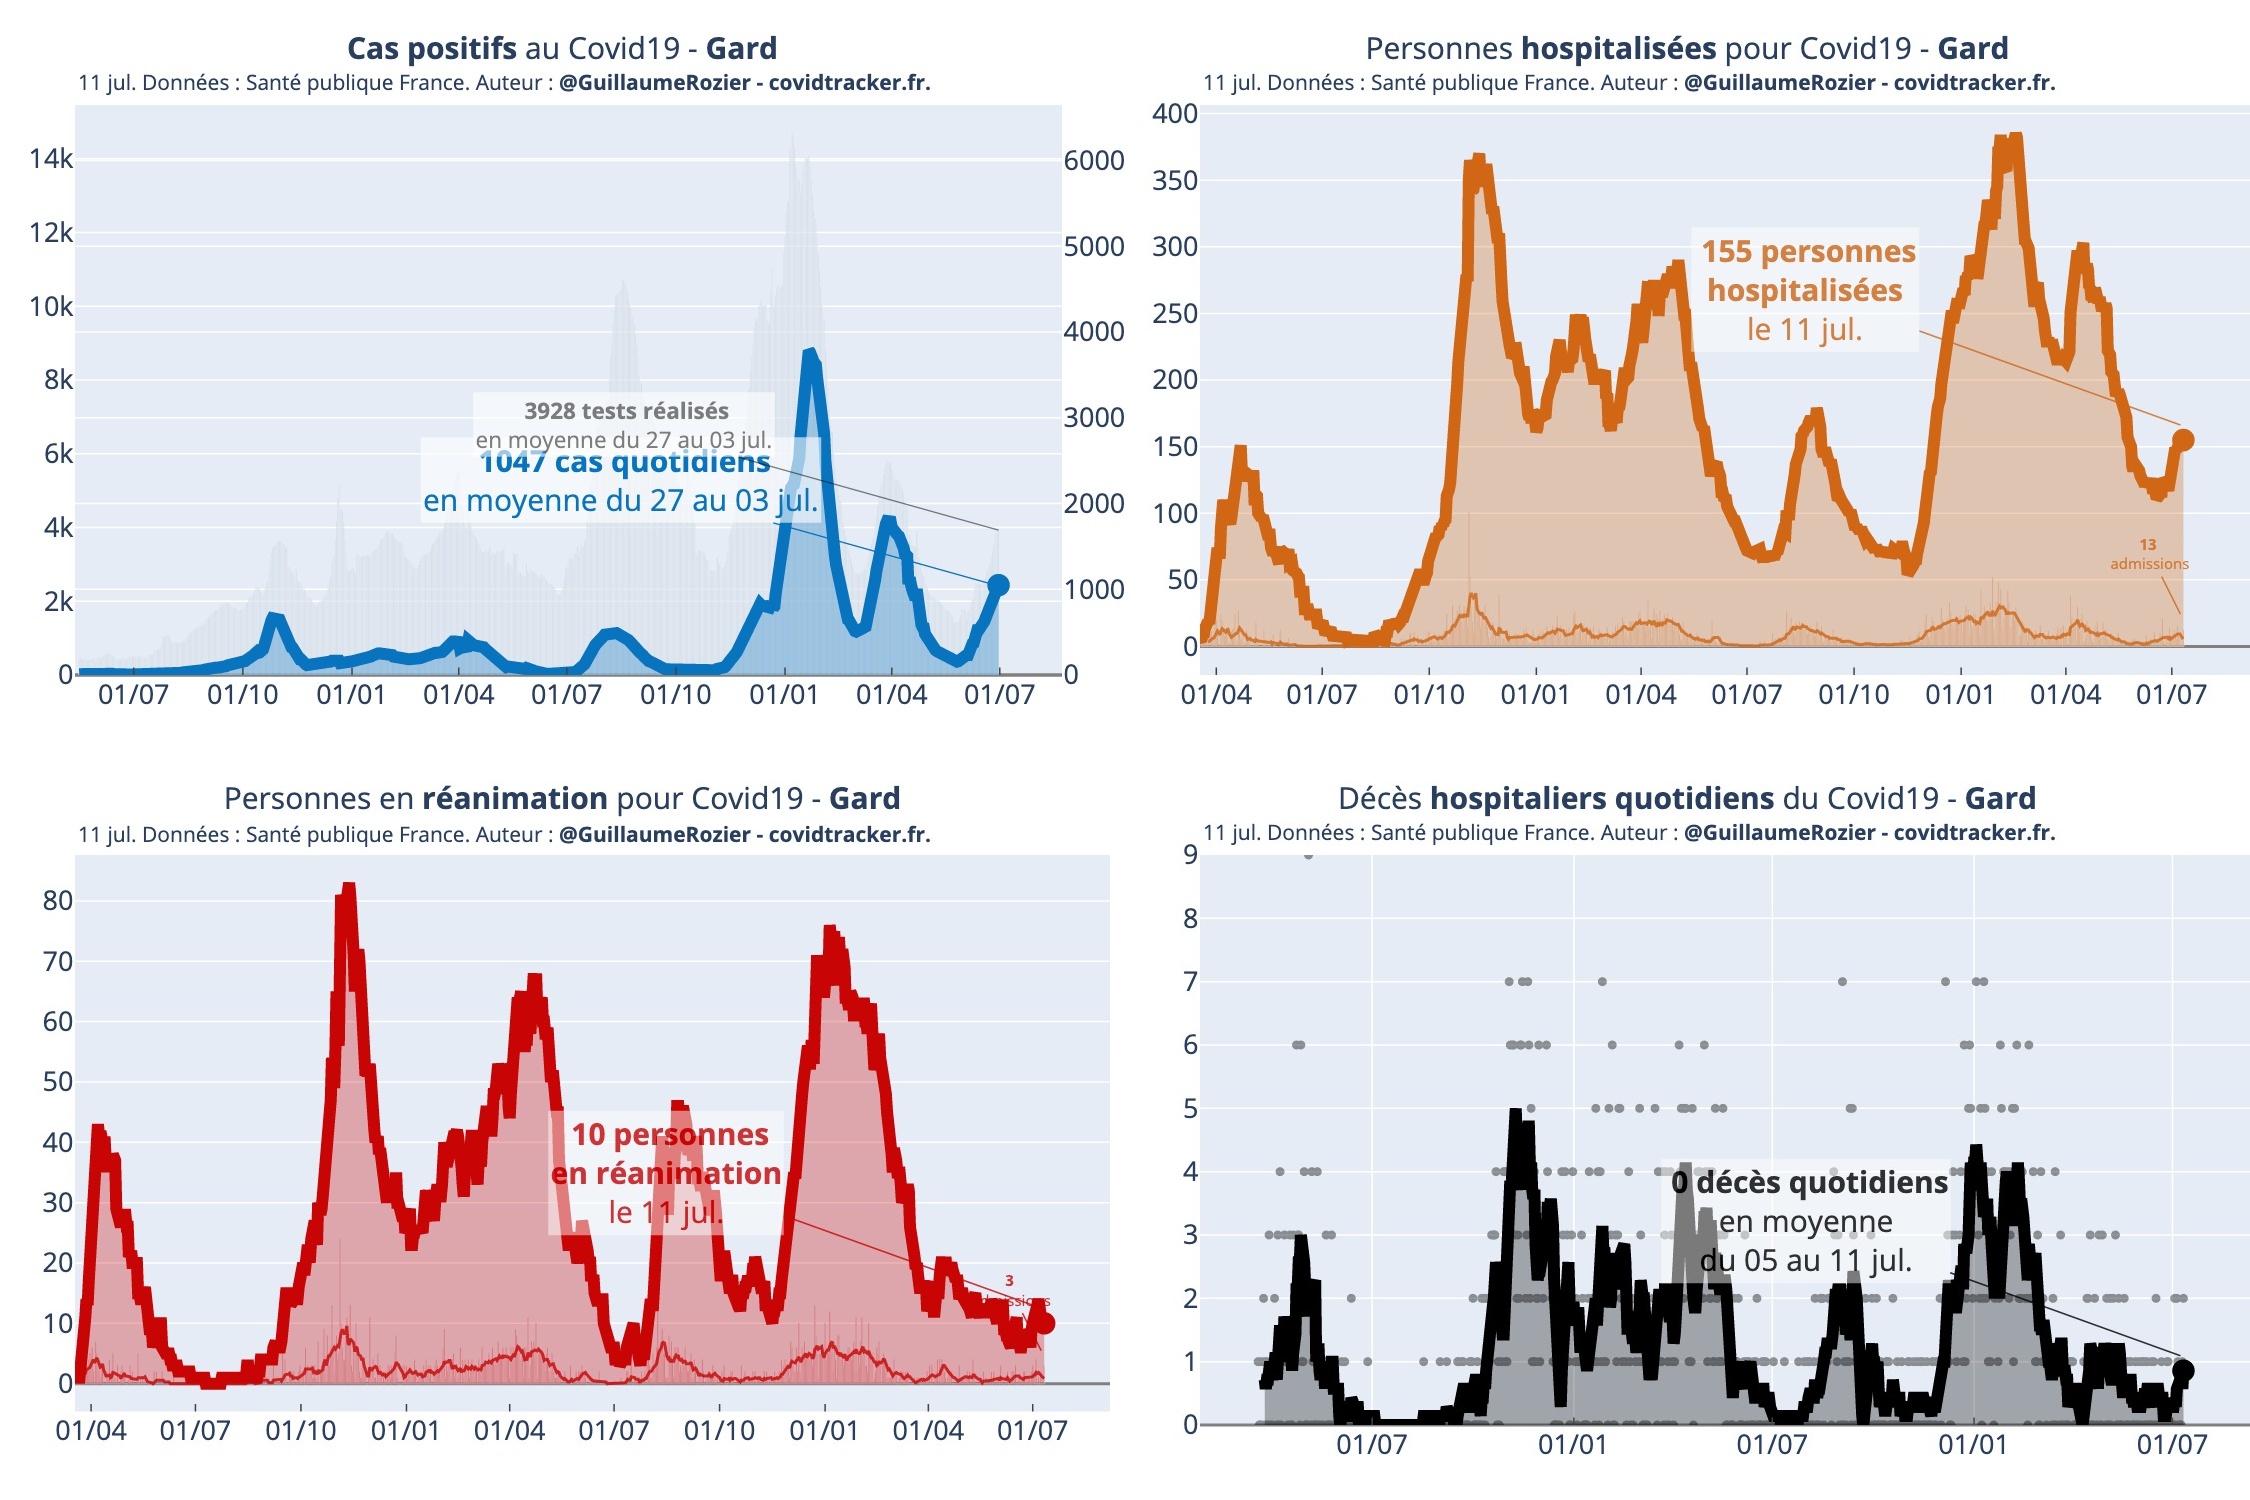 Cas positifs au Covid19 - Gard
11 jul. Données : Santé publique France. Auteur : @GuillaumeRozier - covidtracker.fr.
14k
12k
10k
8k
6k
4k
2k
0
6000
5000
4000
3000
2000
1000
0
3928 tests réalisés
en moyenne du 27 au 03 jul.
1047 cas quotidiens
en moyenne du 27 au 03 jul.
01/07 01/10 01/01 01/04 01/07 01/10 01/01 01/04 01/07
Personnes hospitalisées pour Covid19 - Gard
11 jul. Données : Santé publique France. Auteur : @GuillaumeRozier - covidtracker.fr.
400
350
300
250
200
150
100
50
0
155 personnes
hospitalisées
le 11 jul.
13
admissions
01/04 01/07 01/10 01/01 01/04 01/07 01/10 01/01 01/04 01/07
Personnes en réanimation pour Covid19 - Gard
11 jul. Données : Santé publique France. Auteur : @GuillaumeRozier - covidtracker.fr.
80
70
60
50
40
30
20
10
0
10 personnes
en réanimation
le 11 jul.
3
admissions
01/04 01/07 01/10 01/01 01/04 01/07 01/10 01/01 01/04 01/07
Décès hospitaliers quotidiens du Covid19 - Gard
11 jul. Données : Santé publique France. Auteur : @GuillaumeRozier - covidtracker.fr.
9
8
7
6
5
4
3
2
1
0
0 décès quotidiens
en moyenne
du 05 au 11 jul.
01/07 01/01 01/07 01/01 01/07